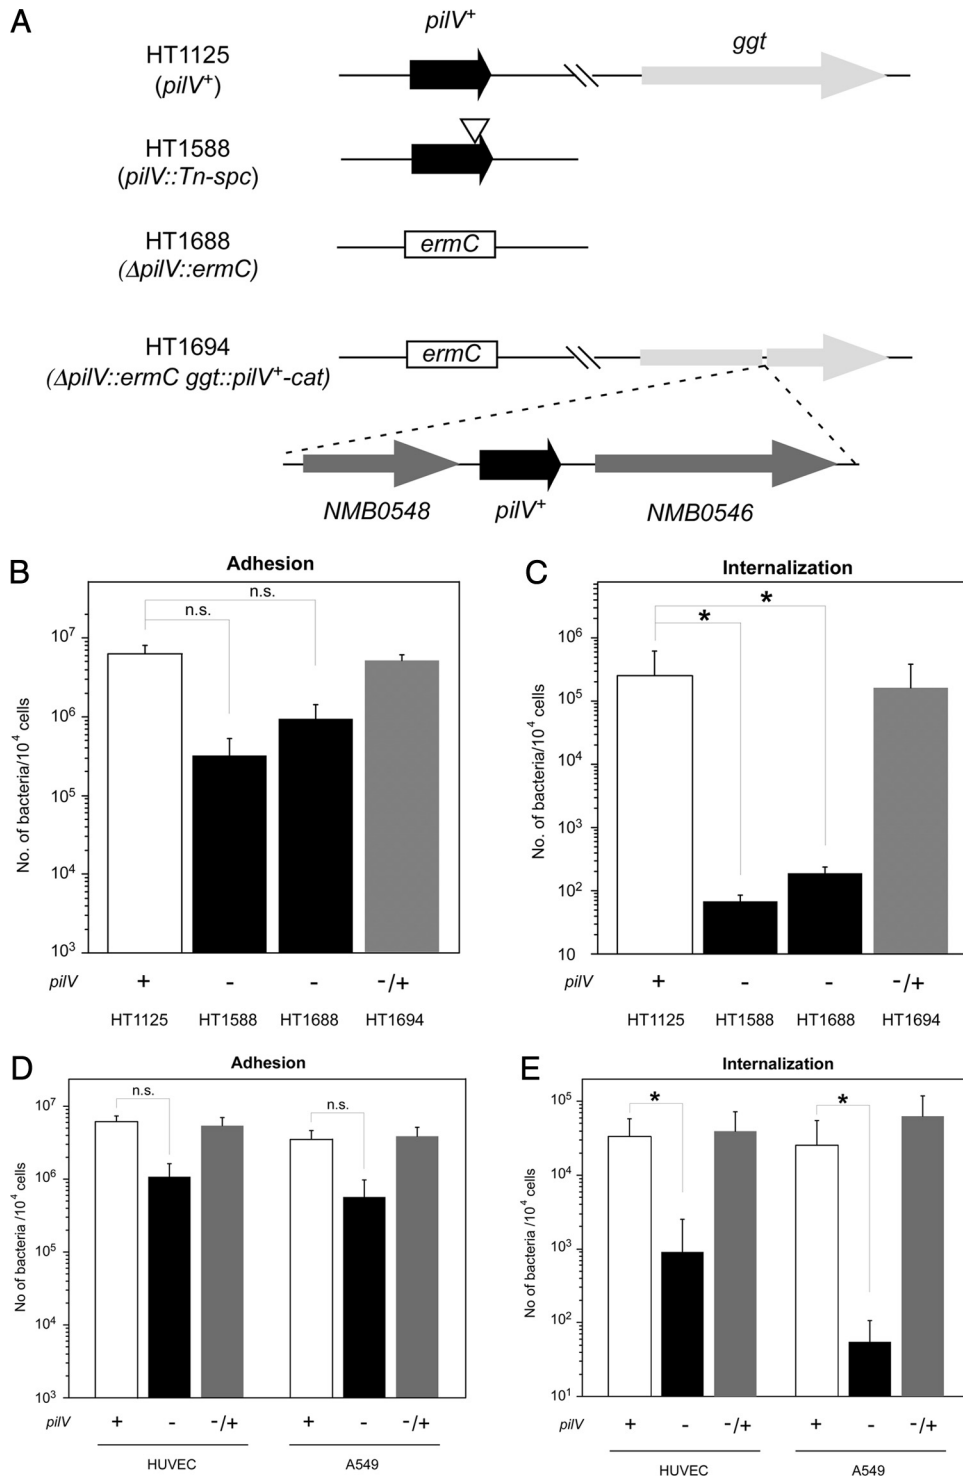 A
pilV+
ggt
HT1125
(pilV+)
HT1588
(pilV::Tn-spc)
HT1688
(ΔpilV::ermC)
ermC
HT1694
(ΔpilV::ermC ggt::pilV+-cat)
ermC
NMB0548
pilV+
NMB0546
B
Adhesion
n.s.
n.s.
No. of bacteria/10^4 cells
10^7
10^6
10^5
10^4
10^3
pilV + - - -/+
HT1125 HT1588 HT1688 HT1694
C
Internalization
*
*
No. of bacteria/10^4 cells
10^6
10^5
10^4
10^3
10^2
10
+ - - -/+
HT1125 HT1588 HT1688 HT1694
D
Adhesion
n.s.
n.s.
No of bacteria /10^4 cells
10^7
10^6
10^5
10^4
10^3
pilV + - -/+ + - -/+
HUVEC A549
E
Internalization
*
*
No of bacteria /10^4 cells
10^5
10^4
10^3
10^2
10^1
pilV + - -/+ + - -/+
HUVEC A549